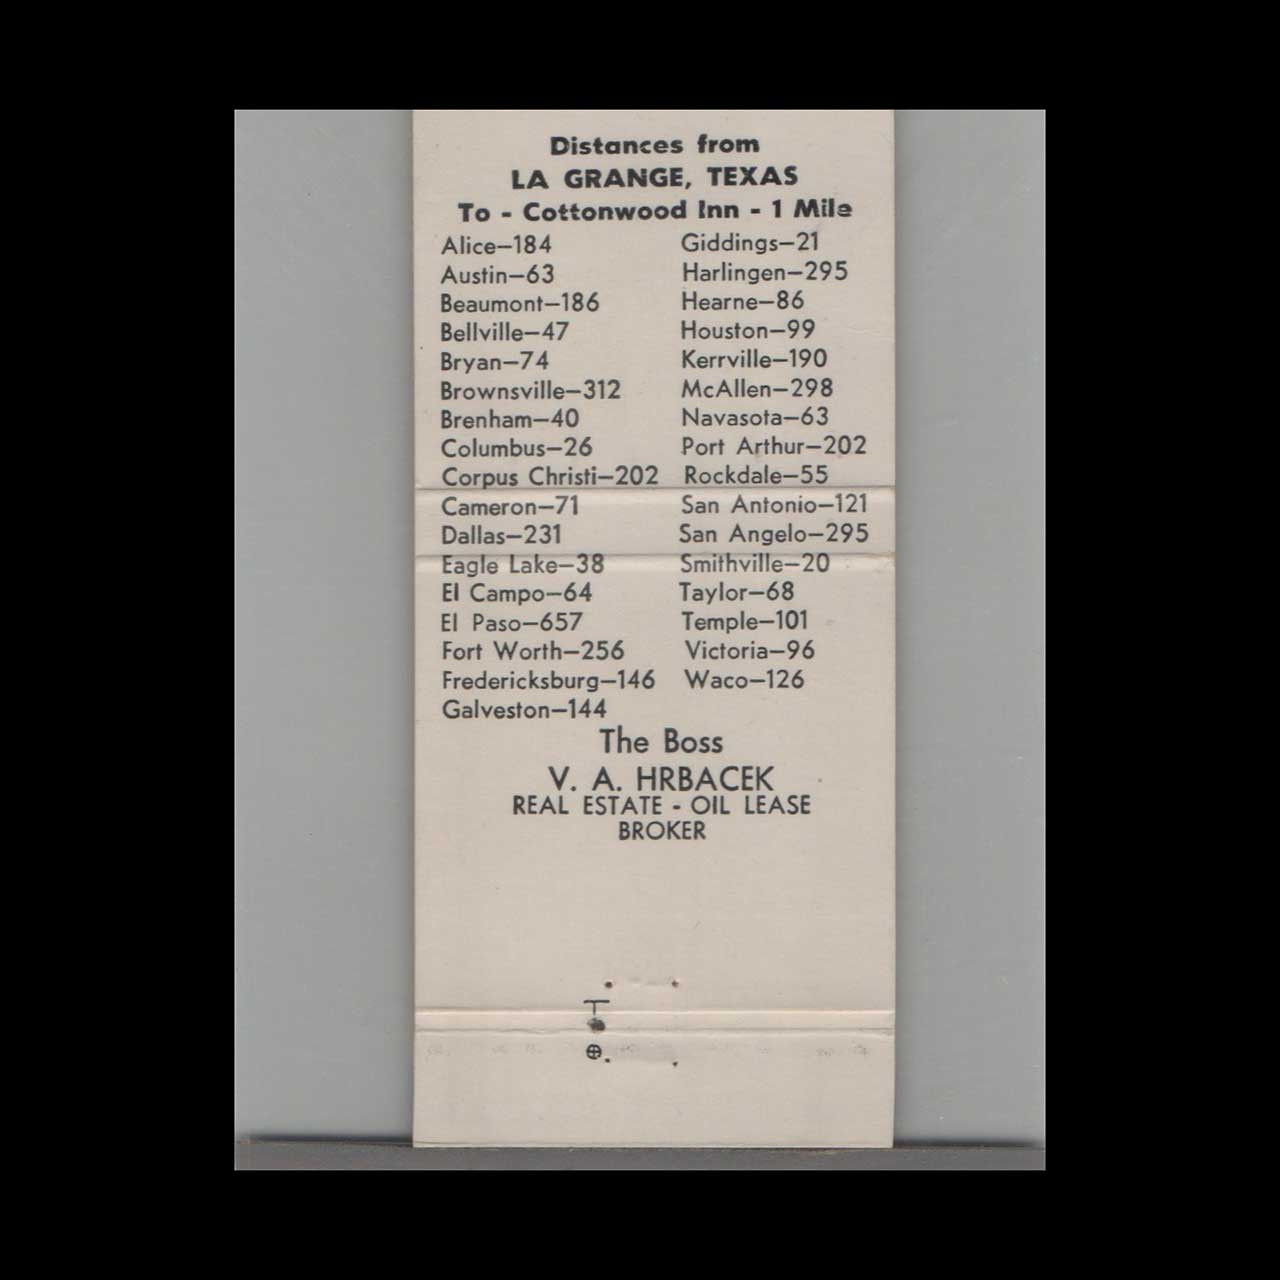 Distances from
LA GRANGE, TEXAS
To - Cottonwood Inn - 1 Mile
Alice—184
Austin—63
Beaumont—186
Bellville—47
Bryan—74
Brownsville—312
Brenham—40
Columbus—26
Corpus Christi—202
Cameron—71
Dallas—231
Eagle Lake—38
El Campo—64
El Paso—657
Fort Worth—256
Fredericksburg—146
Galveston—144
Giddings—21
Harlingen—295
Hearne—86
Houston—99
Kerrville—190
McAllen—298
Navasota—63
Port Arthur—202
Rockdale—55
San Antonio—121
San Angelo—295
Smithville—20
Taylor—68
Temple—101
Victoria—96
Waco—126
The Boss
V. A. HRBACEK
REAL ESTATE - OIL LEASE
BROKER